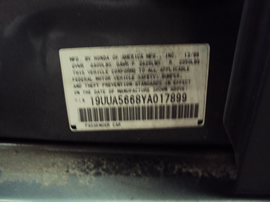 MFD. BY HONDA OF AMERICA MFG., INC.
THIS VEHICLE CONFORMS TO ALL APPLICABLE
FEDERAL MOTOR VEHICLE SAFETY, BUMPER,
AND THEFT PREVENTION STANDARDS
IN EFFECT ON THE DATE OF
MANUFACTURE SHOWN ABOVE.
19UUA5668YA017899
PASSENGER CAR